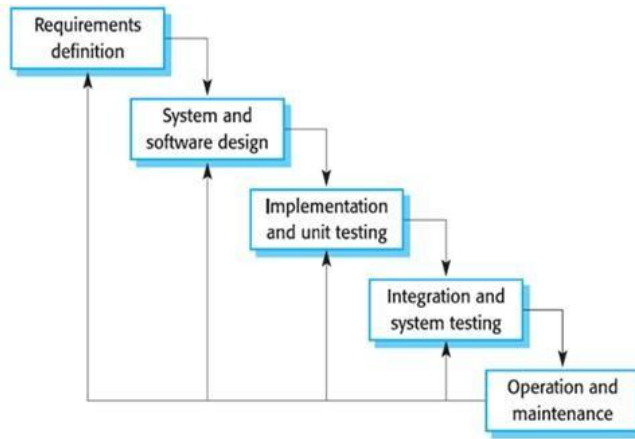 Requirements
definition
System and
software design
Implementation
and unit testing
Integration and
system testing
Operation and
maintenance